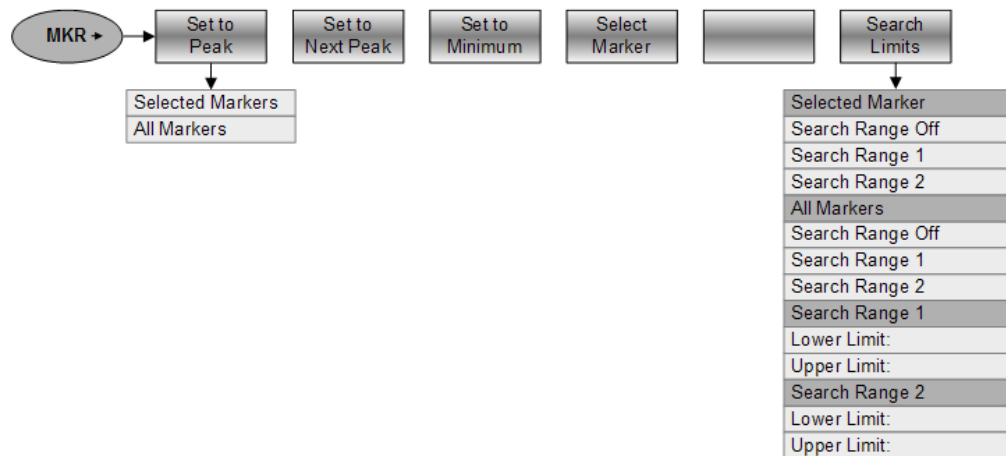 MKR →
Set to
Peak
Set to
Next Peak
Set to
Minimum
Select
Marker
Search
Limits
Selected Markers
All Markers
Selected Marker
Search Range Off
Search Range 1
Search Range 2
All Markers
Search Range Off
Search Range 1
Search Range 2
Search Range 1
Lower Limit:
Upper Limit:
Search Range 2
Lower Limit:
Upper Limit: